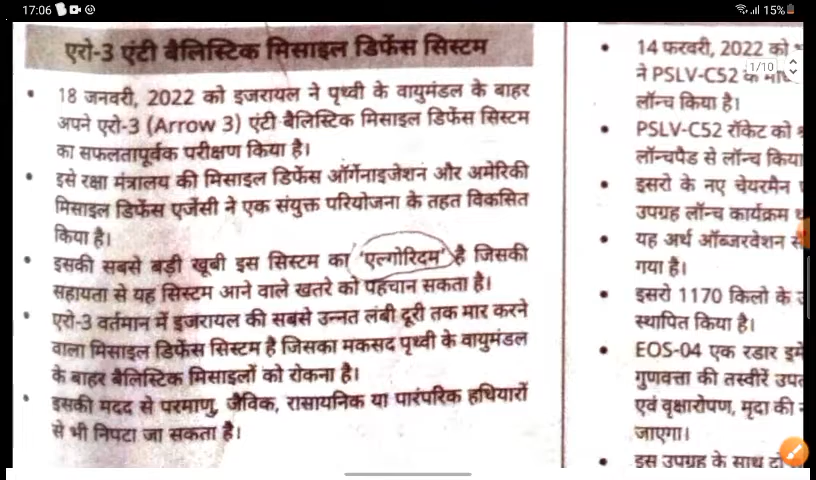 17:06
15%
एरो-3 एंटी बैलिस्टिक मिसाइल डिफेंस सिस्टम
18 जनवरी, 2022 को इजरायल ने पृथ्वी के वायुमंडल के बाहर
अपने एरो-3 (Arrow 3) एंटी बैलिस्टिक मिसाइल डिफेंस सिस्टम
का सफलतापूर्वक परीक्षण किया है।
इसे रक्षा मंत्रालय की मिसाइल डिफेंस ऑर्गेनाइजेशन और अमेरिकी
मिसाइल डिफेंस एजेंसी ने एक संयुक्त परियोजना के तहत विकसित
किया है।
इसकी सबसे बड़ी खूबी इस सिस्टम का 'एल्गोरिदम' है जिसकी
सहायता से यह सिस्टम आने वाले खतरे को पहचान सकता है।
एरो-3 वर्तमान में इजरायल की सबसे उन्नत लंबी दूरी तक मार करने
वाला मिसाइल डिफेंस सिस्टम है जिसका मकसद पृथ्वी के वायुमंडल
के बाहर बैलिस्टिक मिसाइलों को रोकना है।
इसकी मदद से परमाणु, जैविक, रासायनिक या पारंपरिक हथियारों
से भी निपटा जा सकता है।
14 फरवरी, 2022 को
ने PSLV-C52 के
1/10
लॉन्च किया है।
PSLV-C52 रॉकेट को
लॉन्चपैड से लॉन्च किया
इसरो के नए चेयरमैन
उपग्रह लॉन्च कार्यक्रम
यह अर्थ ऑब्जरवेशन
गया है।
इसरो 1170 किलो के
स्थापित किया है।
EOS-04 एक रडार
गुणवत्ता की तस्वीरें
एवं वृक्षारोपण, मृदा की
जाएगा।
इस उपग्रह के साथ